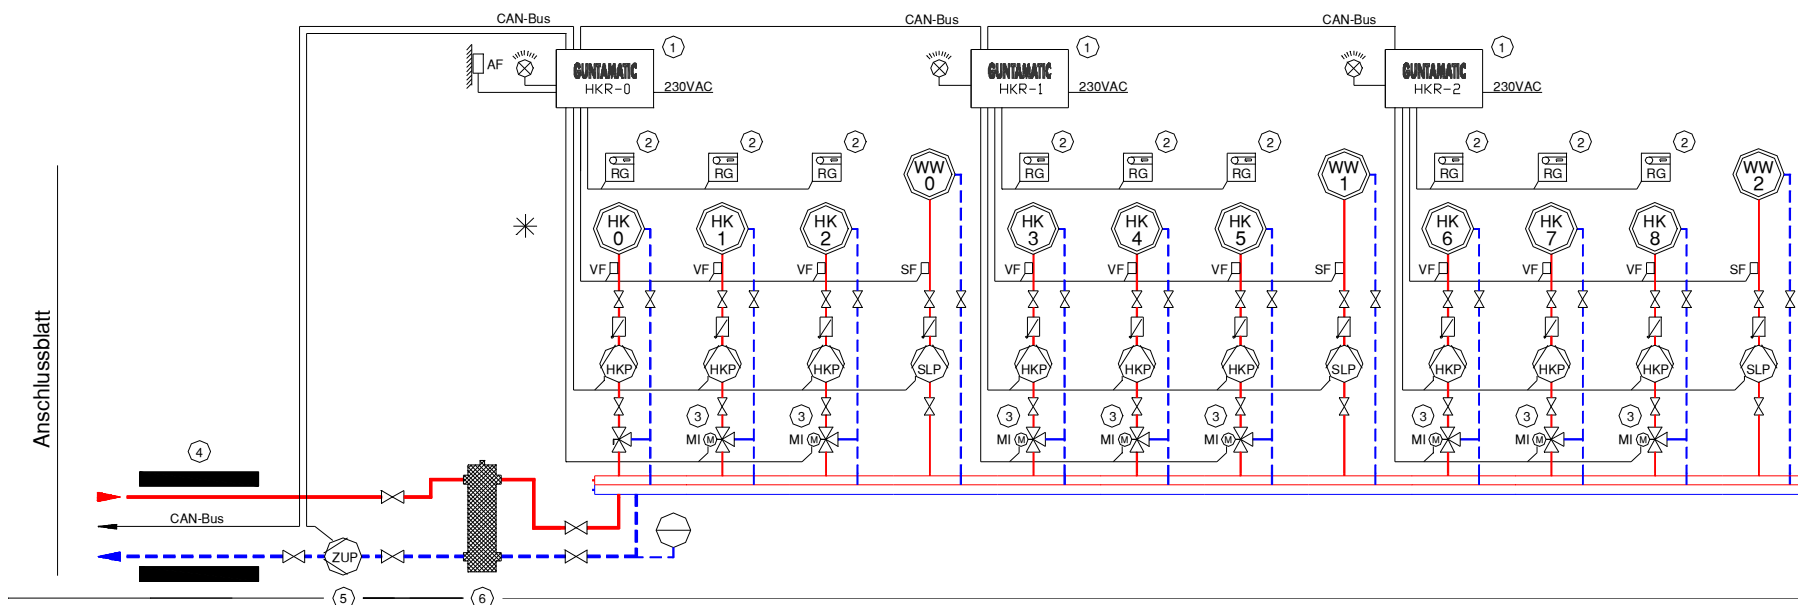 CAN-Bus CAN-Bus CAN-Bus
1 1 1
AF GUNTAMATIC GUNTAMATIC GUNTAMATIC
HKR-0 230VAC HKR-1 230VAC HKR-2 230VAC
2 2 2 2 2 2 2 2 2
RG RG RG WW 0 RG RG RG WW 1 RG RG RG WW 2
HK 0 HK 1 HK 2 HK 3 HK 4 HK 5 HK 6 HK 7 HK 8
VF VF VF SF VF VF VF SF VF VF VF SF
HKP HKP HKP SLP HKP HKP HKP SLP HKP HKP HKP SLP
3 3 3 3 3 3 3 3
MI M MI M MI M MI M MI M MI M MI M MI M
Anschlussblatt
4
CAN-Bus
ZUP
5 6